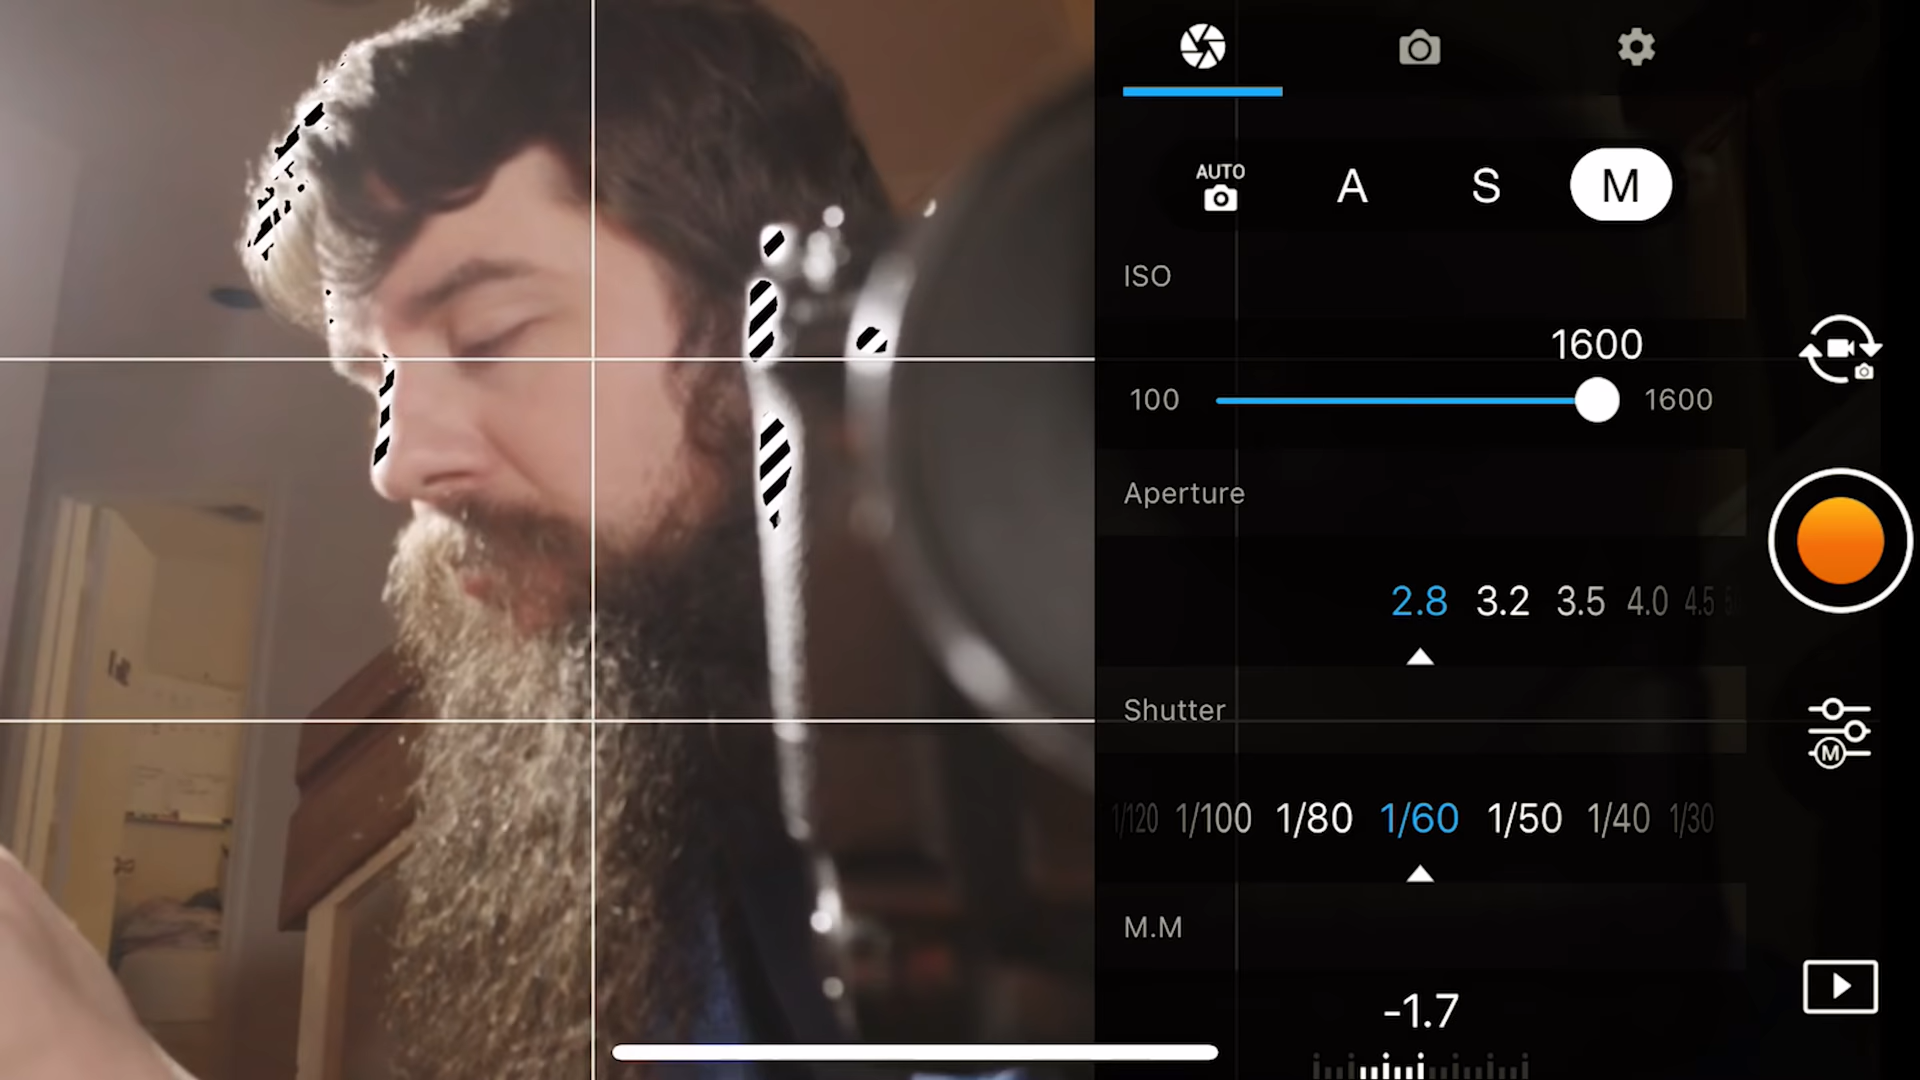 AUTO A S M
ISO
1600
100 1600
Aperture
2.8 3.2 3.5 4.0 4.5
Shutter
1/120 1/100 1/80 1/60 1/50 1/40 1/30
M
M.M
-1.7